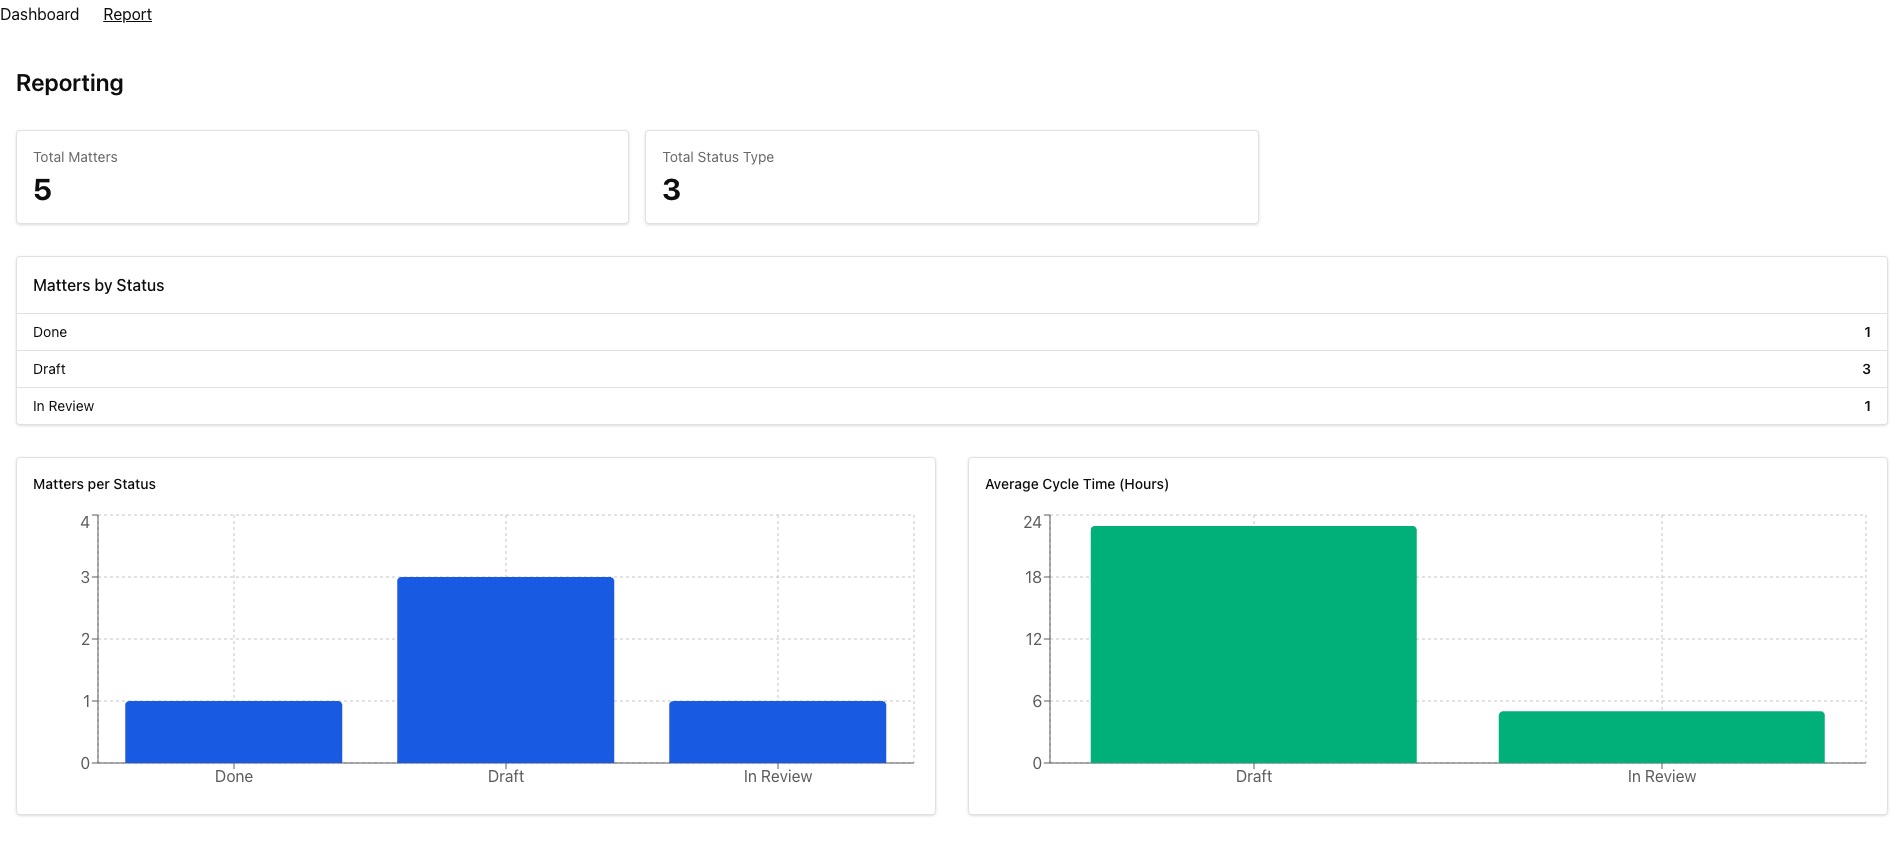 Dashboard Report
Reporting
Total Matters
5
Total Status Type
3
Matters by Status
Done 1
Draft 3
In Review 1
Matters per Status
4
3
2
1
0
Done Draft In Review
Average Cycle Time (Hours)
24
18
12
6
0
Draft In Review